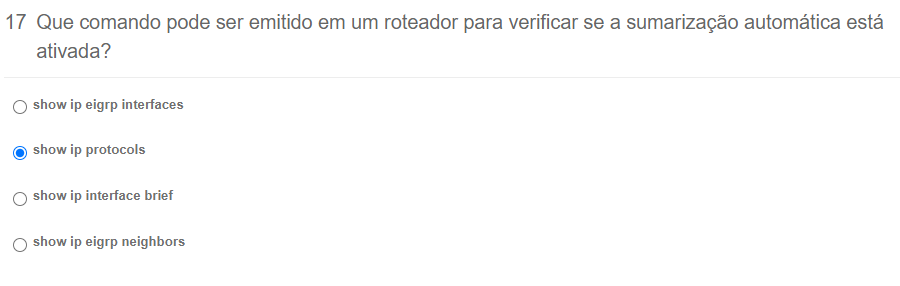 17 Que comando pode ser emitido em um roteador para verificar se a sumarização automática está
ativada?
show ip eigrp interfaces
show ip protocols
show ip interface brief
show ip eigrp neighbors